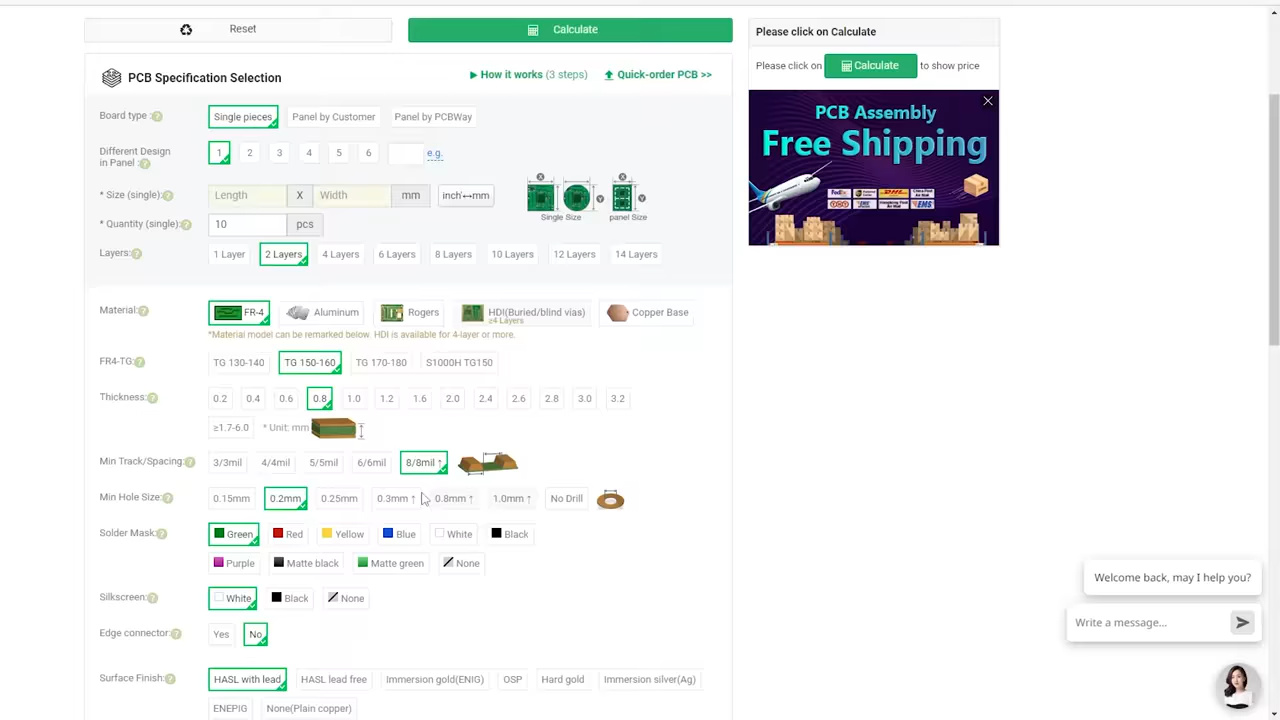 Reset
Calculate
Please click on Calculate
Please click on Calculate to show price
PCB Specification Selection
How it works (3 steps)
Quick-order PCB >>
PCB Assembly
Free Shipping
Board type: ?
Single pieces
Panel by Customer
Panel by PCBWay
Different Design
in Panel: ?
1 2 3 4 5 6 e.g.
* Size (single): ?
Length X Width mm inch↔mm
X Y X Y
Single Size panel Size
* Quantity (single): ?
10 pcs
Layers: ?
1 Layer 2 Layers 4 Layers 6 Layers 8 Layers 10 Layers 12 Layers 14 Layers
Material: ?
FR-4 Aluminum Rogers HDI(Buried/blind vias) Copper Base
≥4 Layers
*Material model can be remarked below. HDI is available for 4-layer or more.
FR4-TG: ?
TG 130-140 TG 150-160 TG 170-180 S1000H TG150
Thickness: ?
0.2 0.4 0.6 0.8 1.0 1.2 1.6 2.0 2.4 2.6 2.8 3.0 3.2
≥1.7-6.0 * Unit: mm
Min Track/Spacing: ?
3/3mil 4/4mil 5/5mil 6/6mil 8/8mil ↑
Min Hole Size: ?
0.15mm 0.2mm 0.25mm 0.3mm ↑ 0.8mm ↑ 1.0mm ↑ No Drill
Solder Mask: ?
Green Red Yellow Blue White Black
Purple Matte black Matte green None
Silkscreen: ?
White Black None
Edge connector: ?
Yes No
Surface Finish: ?
HASL with lead HASL lead free Immersion gold(ENIG) OSP Hard gold Immersion silver(Ag)
ENEPIG None(Plain copper)
FedEx DHL
EMS
Welcome back, may I help you?
Write a message...